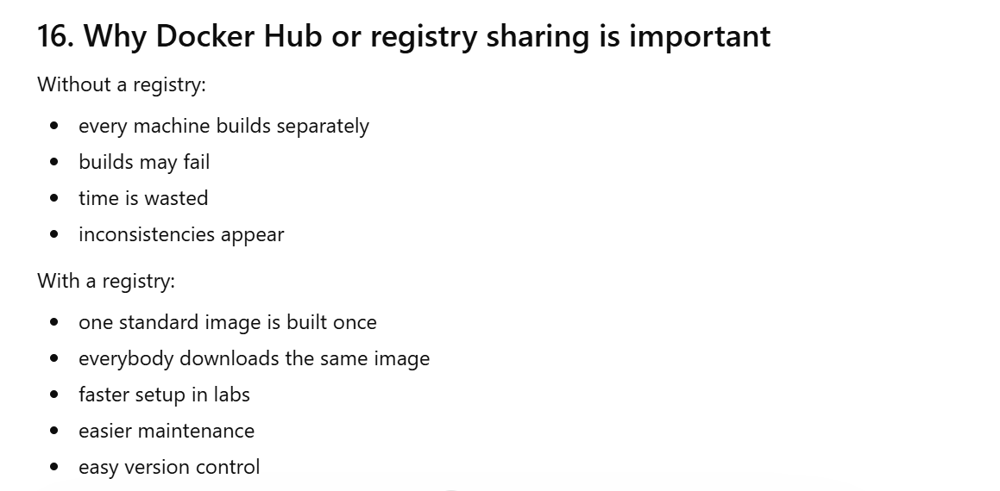 16. Why Docker Hub or registry sharing is important
Without a registry:
• every machine builds separately
• builds may fail
• time is wasted
• inconsistencies appear
With a registry:
• one standard image is built once
• everybody downloads the same image
• faster setup in labs
• easier maintenance
• easy version control